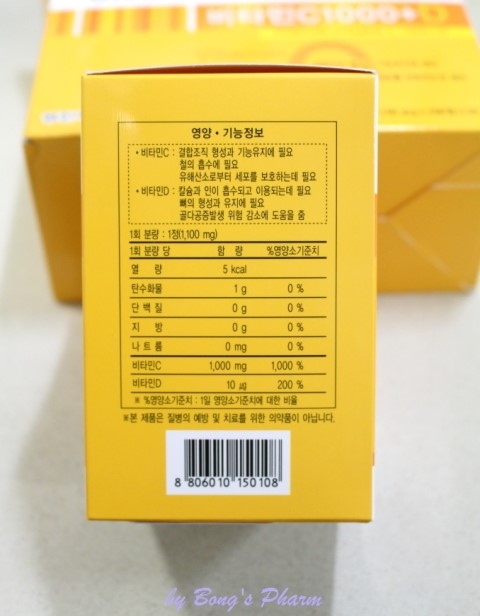 비타민C1000+D
영양•기능정보
•비타민C : 결합조직 형성과 기능유지에 필요
철의 흡수에 필요
유해산소로부터 세포를 보호하는데 필요
•비타민D : 칼슘과 인이 흡수되고 이용되는데 필요
뼈의 형성과 유지에 필요
골다공증발생 위험 감소에 도움을 줌
1회 분량 : 1정(1,100 mg)
1회 분량 당 함 량 %영양소기준치
열 량 5 kcal
탄수화물 1 g 0 %
단 백 질 0 g 0 %
지 방 0 g 0 %
나 트 륨 0 mg 0 %
비타민C 1,000 mg 1,000 %
비타민D 10 μg 200 %
※ %영양소기준치 : 1일 영양소기준치에 대한 비율
※본 제품은 질병의 예방 및 치료를 위한 의약품이 아닙니다.
8 806010 150108
by Bong's Pharm